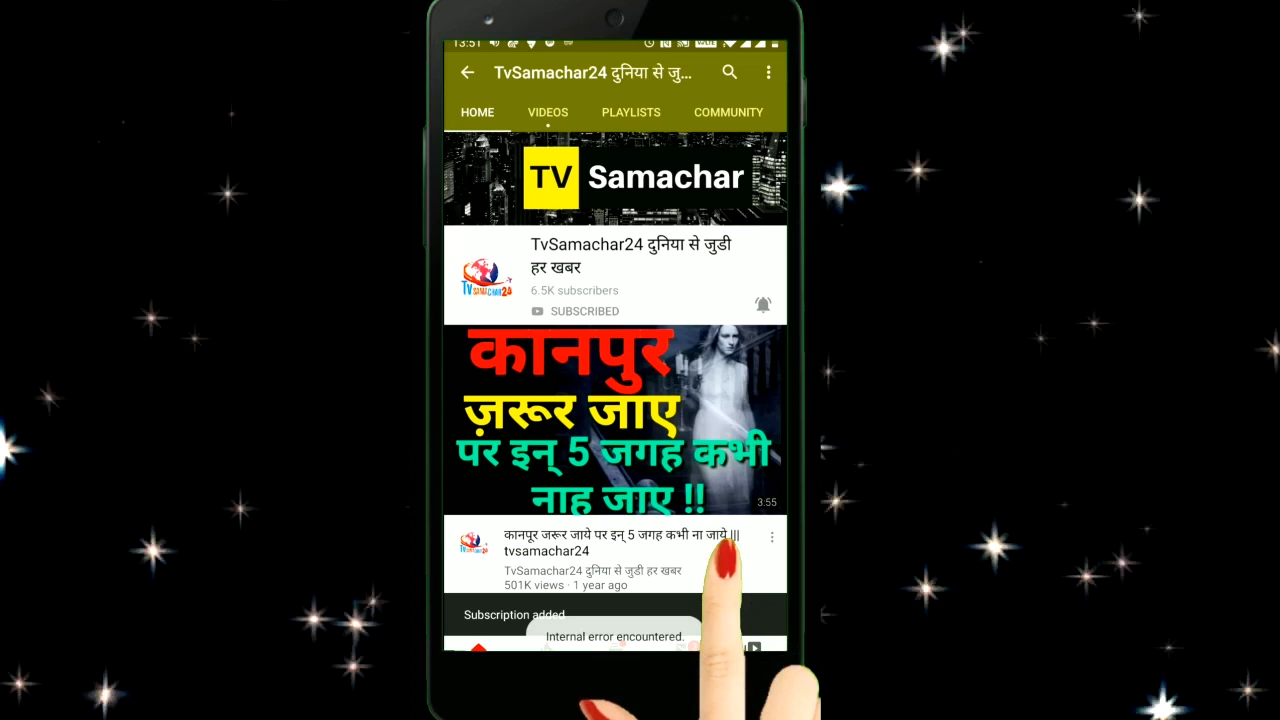 13:51
TvSamachar24 दुनिया से जु...
HOME VIDEOS PLAYLISTS COMMUNITY
TV Samachar
TvSamachar24 दुनिया से जुडी
हर खबर
6.5K subscribers
SUBSCRIBED
TV SAMACHAR24
कानपुर
ज़रूर जाए
पर इन् 5 जगह कभी
नाह जाए !!
3:55
कानपूर जरूर जाये पर इन् 5 जगह कभी ना जाये |||
tvsamachar24
TvSamachar24 दुनिया से जुडी हर खबर
501K views · 1 year ago
Subscription added
Internal error encountered.